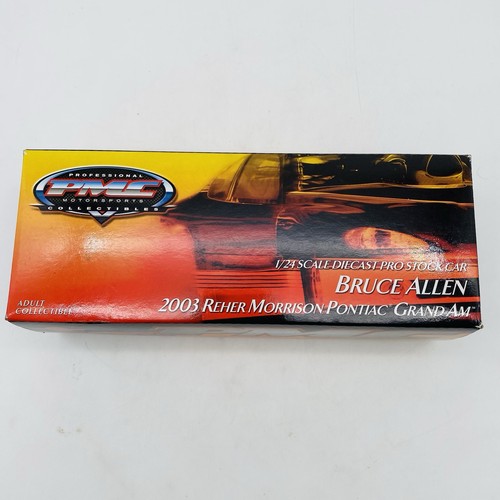 PROFESSIONAL
PMC
MOTORSPORTS
COLLECTIBLES
1/24 SCALE DIECAST PRO STOCK CAR
BRUCE ALLEN
2003 REHER MORRISON PONTIAC GRAND AM
ADULT
COLLECTIBLE